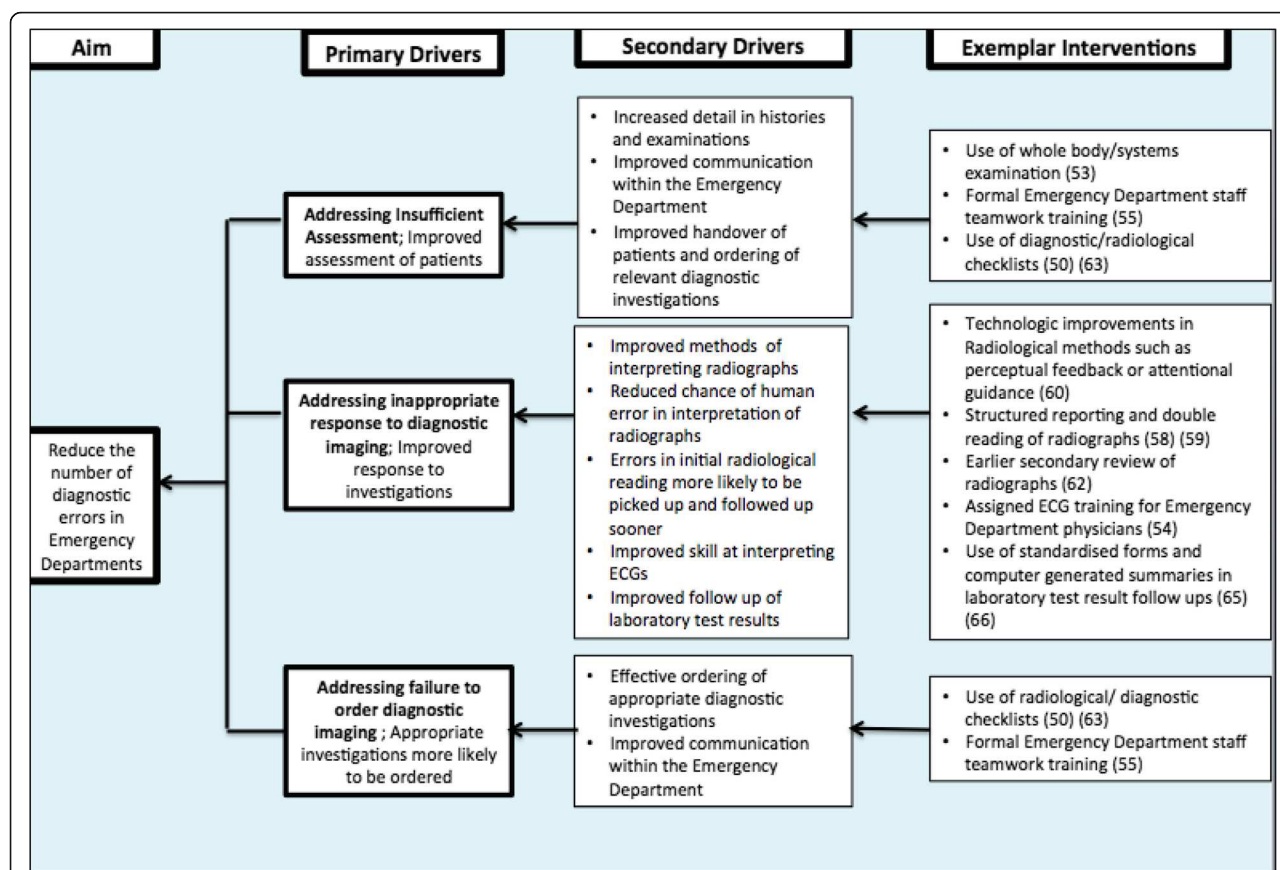 Aim
Primary Drivers
Secondary Drivers
Exemplar Interventions
Reduce the
number of
diagnostic
errors in
Emergency
Departments
Addressing Insufficient
Assessment; Improved
assessment of patients
• Increased detail in histories
and examinations
• Improved communication
within the Emergency
Department
• Improved handover of
patients and ordering of
relevant diagnostic
investigations
• Use of whole body/systems
examination (53)
• Formal Emergency Department staff
teamwork training (55)
• Use of diagnostic/radiological
checklists (50) (63)
Addressing inappropriate
response to diagnostic
imaging; Improved
response to
investigations
• Improved methods of
interpreting radiographs
• Reduced chance of human
error in interpretation of
radiographs
• Errors in initial radiological
reading more likely to be
picked up and followed up
sooner
• Improved skill at interpreting
ECGs
• Improved follow up of
laboratory test results
• Technologic improvements in
Radiological methods such as
perceptual feedback or attentional
guidance (60)
• Structured reporting and double
reading of radiographs (58) (59)
• Earlier secondary review of
radiographs (62)
• Assigned ECG training for Emergency
Department physicians (54)
• Use of standardised forms and
computer generated summaries in
laboratory test result follow ups (65)
(66)
Addressing failure to
order diagnostic
imaging ; Appropriate
investigations more likely
to be ordered
• Effective ordering of
appropriate diagnostic
investigations
• Improved communication
within the Emergency
Department
• Use of radiological/ diagnostic
checklists (50) (63)
• Formal Emergency Department staff
teamwork training (55)